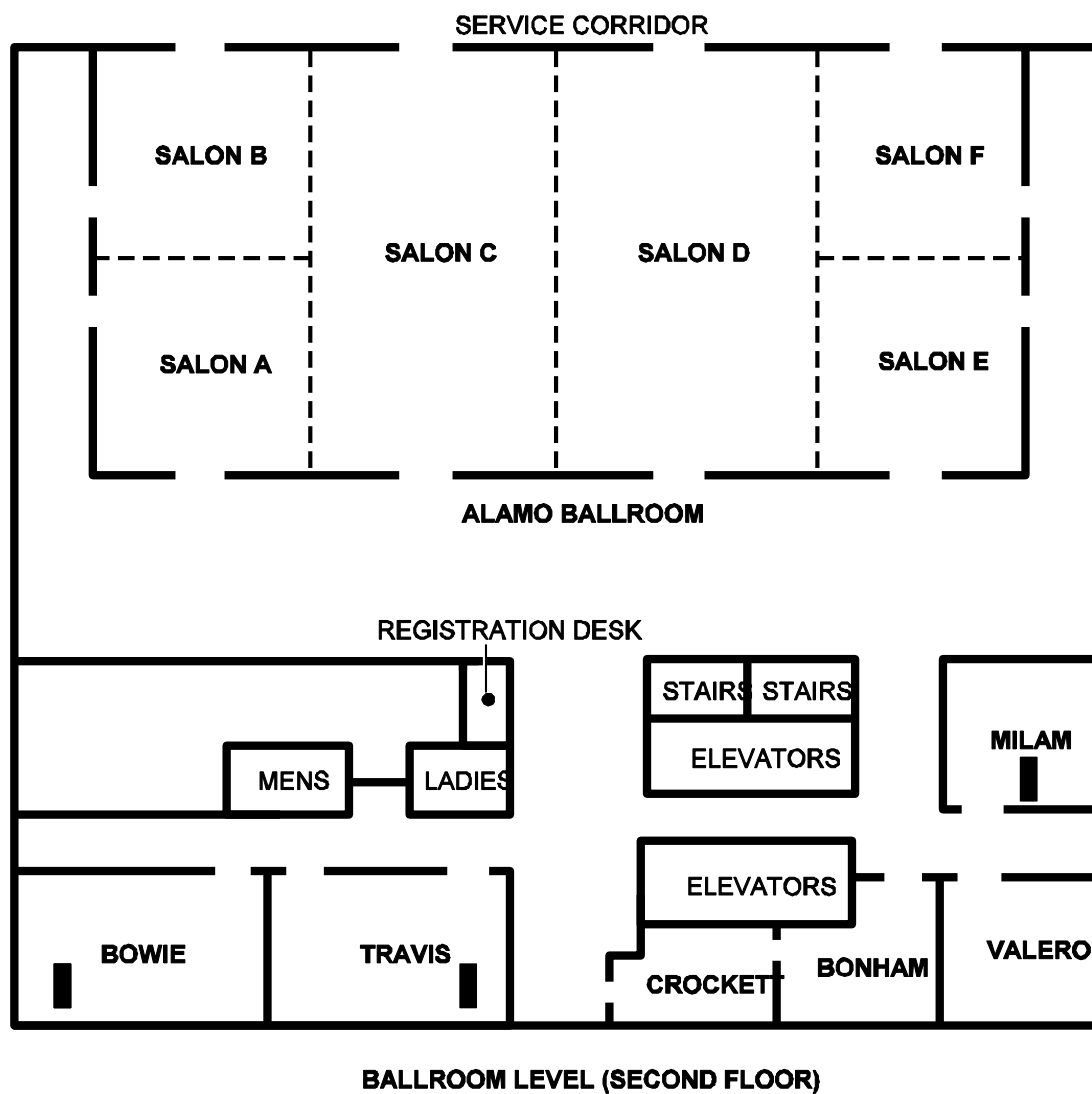 SERVICE CORRIDOR
SALON B
SALON F
SALON C
SALON D
SALON A
SALON E
ALAMO BALLROOM
REGISTRATION DESK
STAIRS
STAIRS
ELEVATORS
MILAM
MENS
LADIES
ELEVATORS
BOWIE
TRAVIS
CROCKETT
BONHAM
VALERO
BALLROOM LEVEL (SECOND FLOOR)